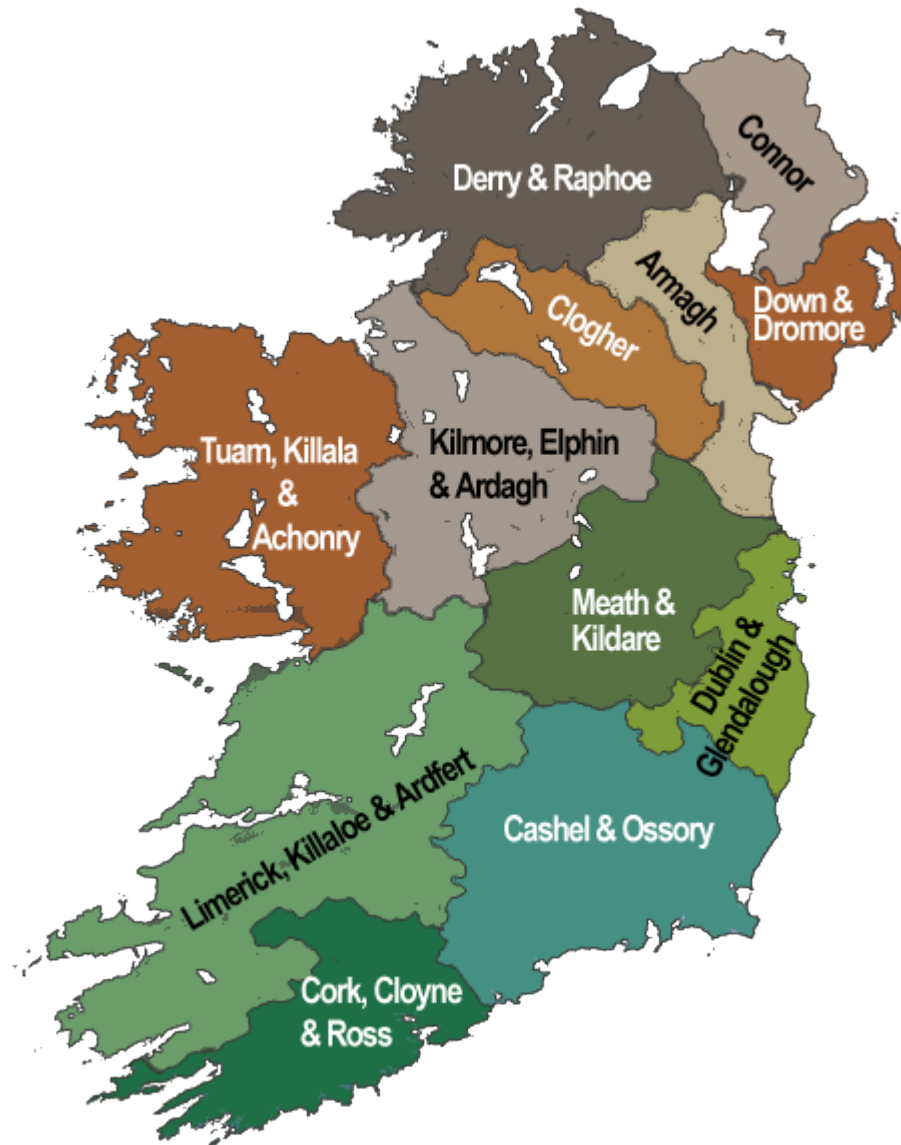 Connor
Derry & Raphoe
Armagh
Down &
Dromore
Clogher
Tuam, Killala
&
Achonry
Kilmore, Elphin
& Ardagh
Meath &
Kildare
Dublin &
Glendalough
Limerick, Killaloe & Ardfert
Cashel & Ossory
Cork, Cloyne
& Ross